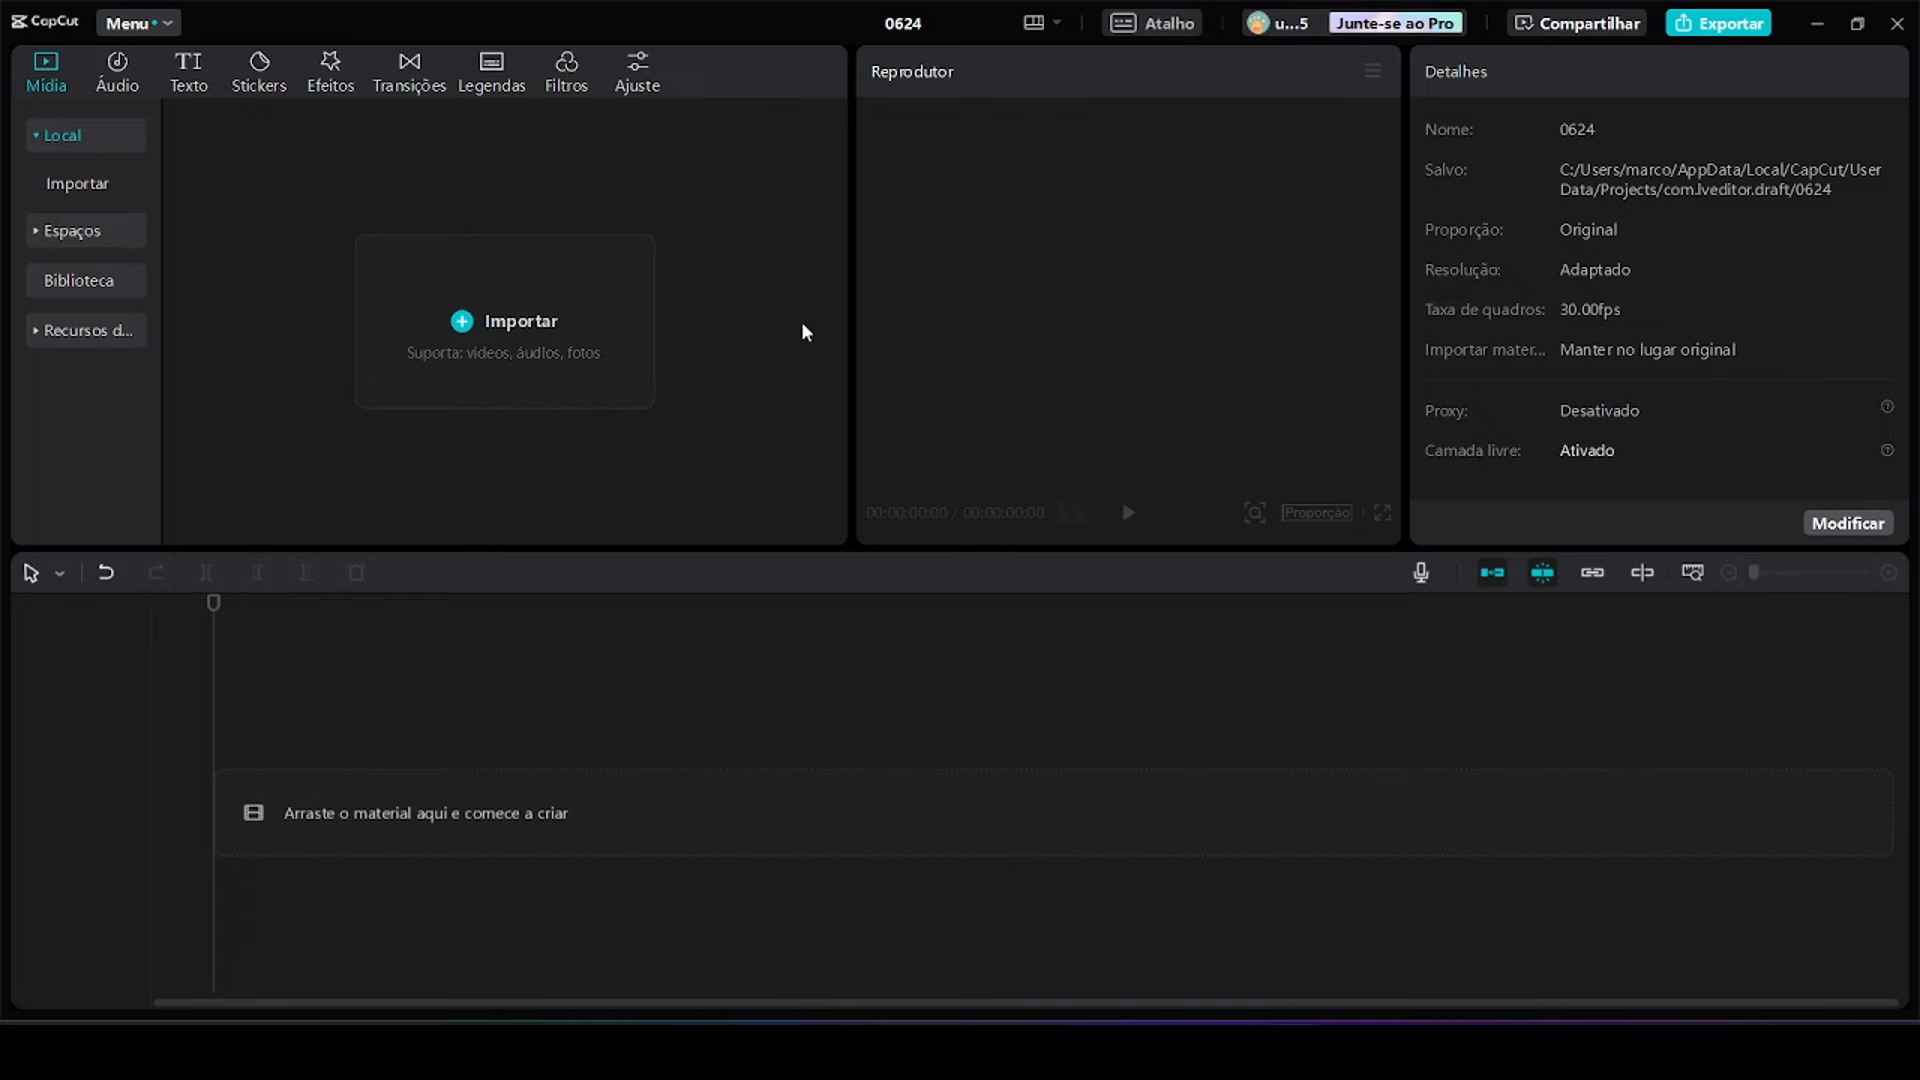 CapCut
Menu
0624
Atalho
u...5
Junte-se ao Pro
Compartilhar
Exportar
Mídia
Áudio
Texto
Stickers
Efeitos
Transições
Legendas
Filtros
Ajuste
Local
Importar
Espaços
Biblioteca
Recursos d...
Importar
Suporta: vídeos, áudios, fotos
Reprodutor
00:00:00:00 / 00:00:00:00
Proporção
Detalhes
Nome: 0624
Salvo: C:/Users/marco/AppData/Local/CapCut/User
Data/Projects/com.lveditor.draft/0624
Proporção: Original
Resolução: Adaptado
Taxa de quadros: 30.00fps
Importar mater... Manter no lugar original
Proxy: Desativado
Camada livre: Ativado
Modificar
Arraste o material aqui e comece a criar